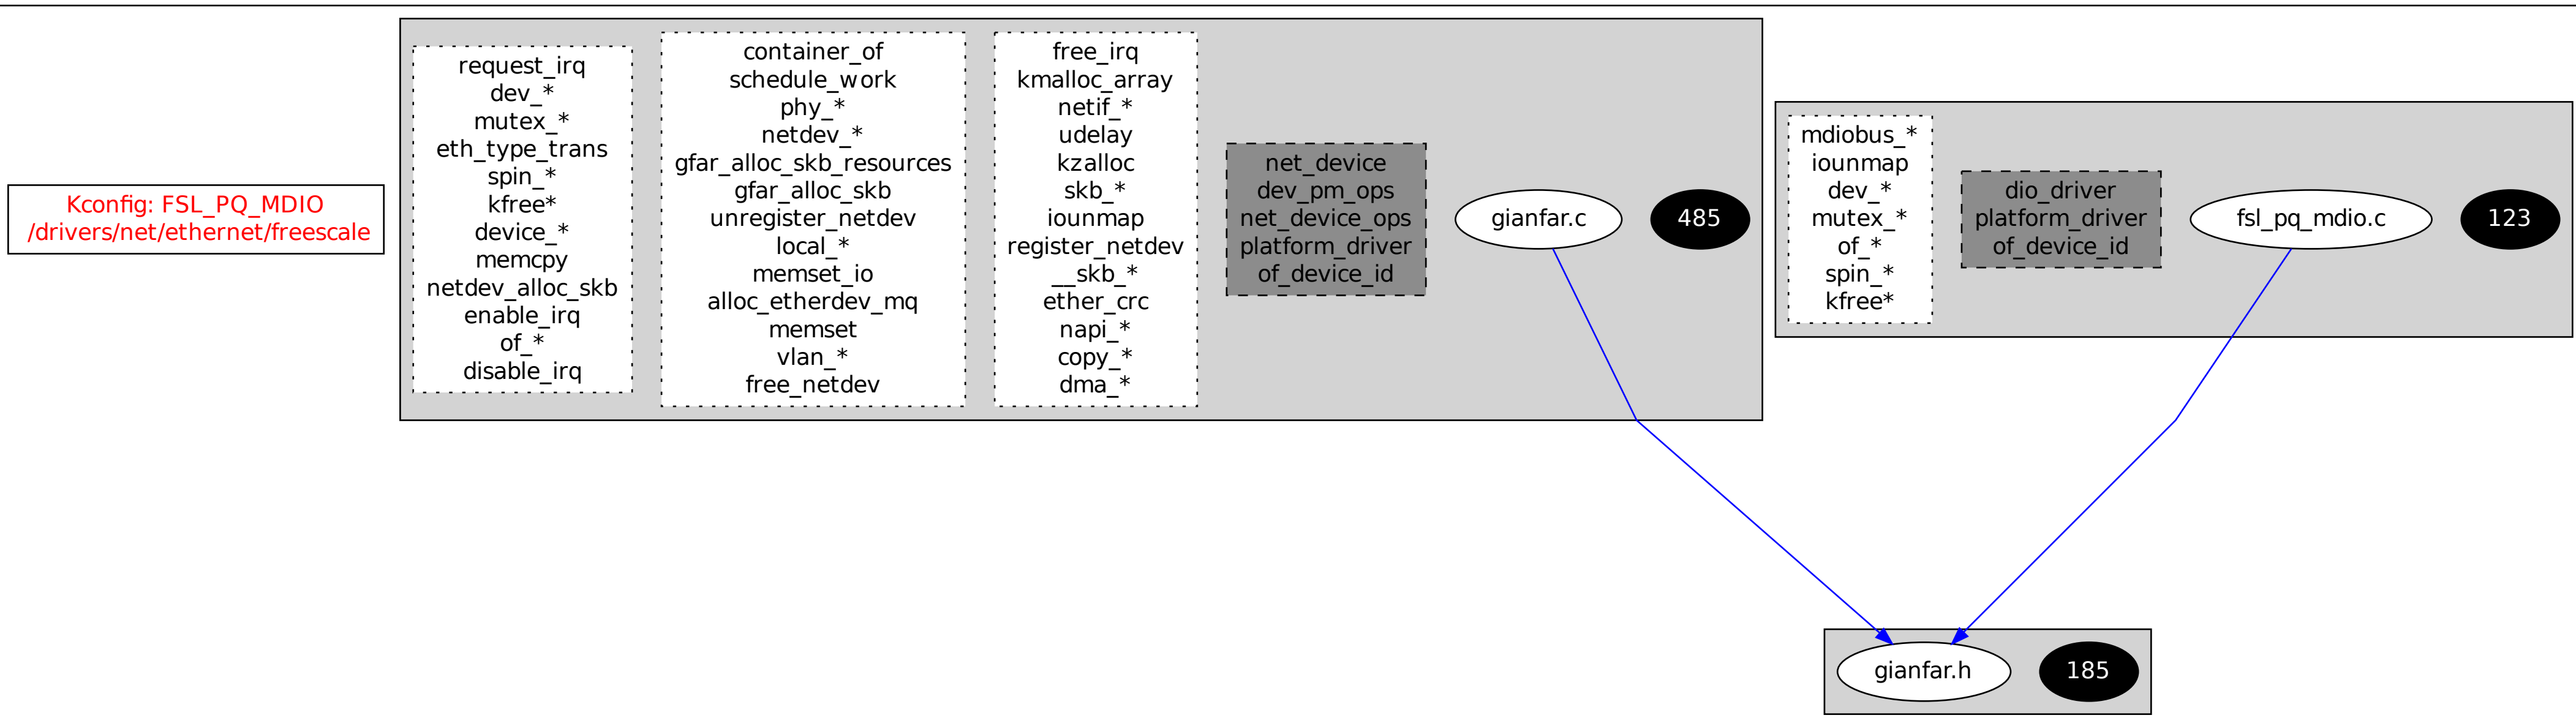 Kconfig: FSL_PQ_MDIO
/drivers/net/ethernet/freescale
request_irq
dev_*
mutex_*
eth_type_trans
spin_*
kfree*
device_*
memcpy
netdev_alloc_skb
enable_irq
of_*
disable_irq
container_of
schedule_work
phy_*
netdev_*
gfar_alloc_skb_resources
gfar_alloc_skb
unregister_netdev
local_*
memset_io
alloc_etherdev_mq
memset
vlan_*
free_netdev
free_irq
kmalloc_array
netif_*
udelay
kzalloc
skb_*
iounmap
register_netdev
__skb_*
ether_crc
napi_*
copy_*
dma_*
net_device
dev_pm_ops
net_device_ops
platform_driver
of_device_id
gianfar.c
485
mdiobus_*
iounmap
dev_*
mutex_*
of_*
spin_*
kfree*
dio_driver
platform_driver
of_device_id
fsl_pq_mdio.c
123
gianfar.h
185